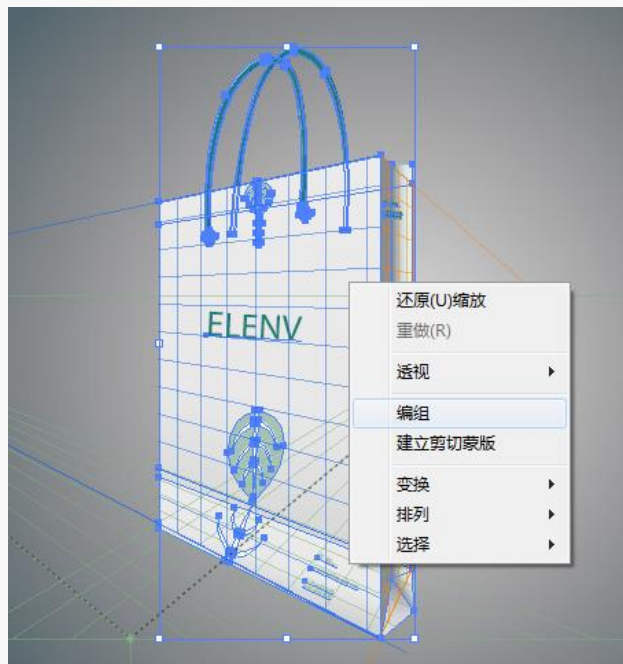 还原(U)缩放
重做(R)
透视
ELENV
编组
建立剪切蒙版
变换
排列
选择